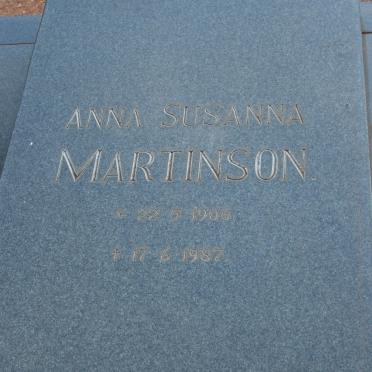 ANNA SUSANNA
MARTINSON.
† 17 6 1987.